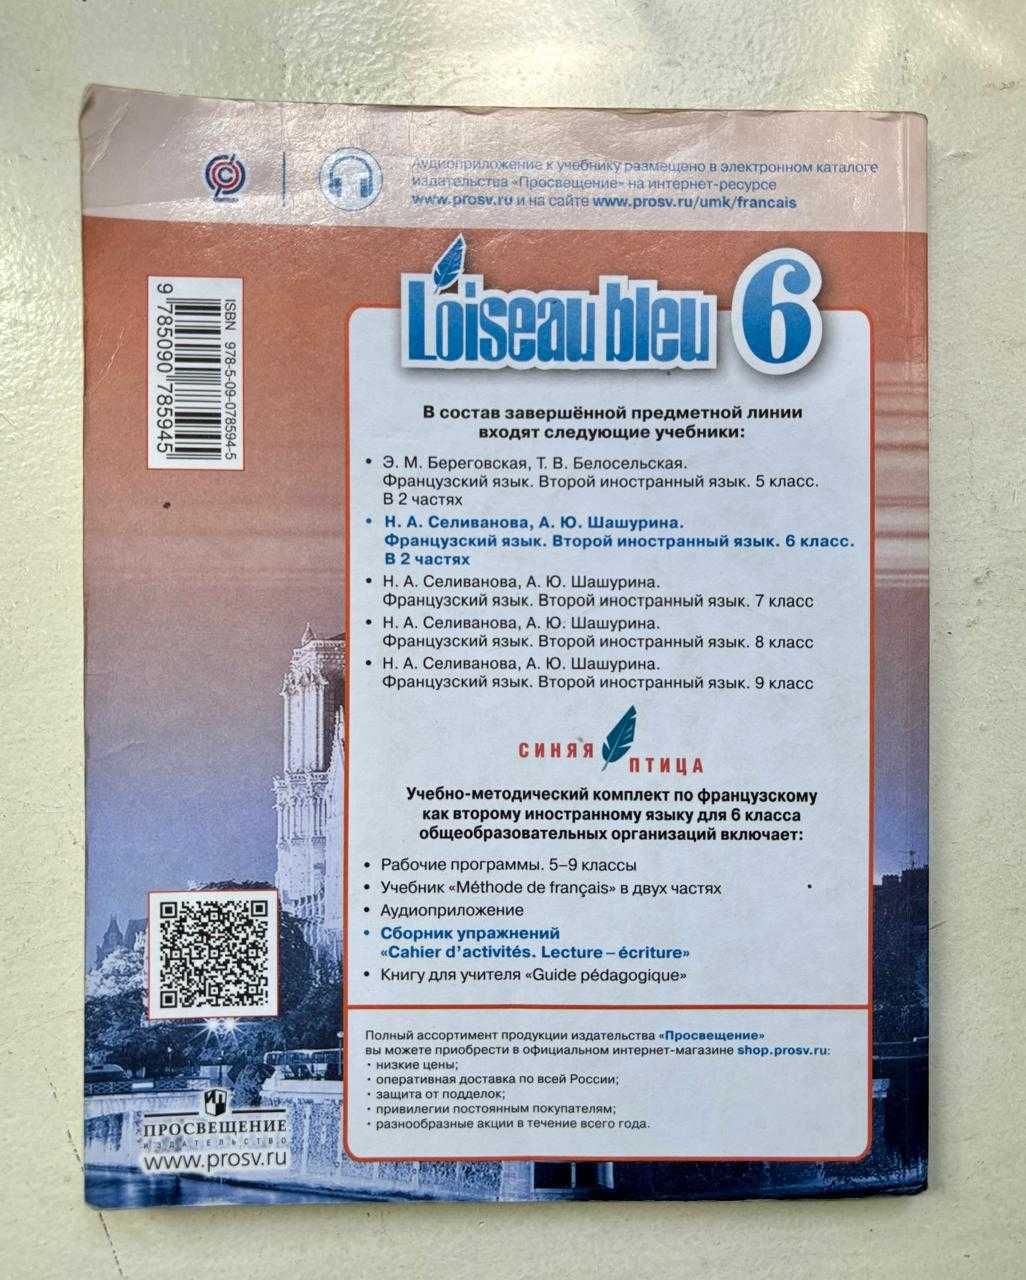 Аудиоприложение к учебнику размещено в электронном каталоге
издательства «Просвещение» на интернет-ресурсе
www.prosv.ru и на сайте www.prosv.ru/umk/francais
L'oiseau bleu 6
ISBN 978-5-09-078594-5
9 785090 785945
В состав завершённой предметной линии
входят следующие учебники:
• Э. М. Береговская, Т. В. Белосельская.
Французский язык. Второй иностранный язык. 5 класс.
В 2 частях
• Н. А. Селиванова, А. Ю. Шашурина.
Французский язык. Второй иностранный язык. 6 класс.
В 2 частях
• Н. А. Селиванова, А. Ю. Шашурина.
Французский язык. Второй иностранный язык. 7 класс
• Н. А. Селиванова, А. Ю. Шашурина.
Французский язык. Второй иностранный язык. 8 класс
• Н. А. Селиванова, А. Ю. Шашурина.
Французский язык. Второй иностранный язык. 9 класс
СИНЯЯ
ПТИЦА
Учебно-методический комплект по французскому
как второму иностранному языку для 6 класса
общеобразовательных организаций включает:
• Рабочие программы. 5–9 классы
• Учебник «Méthode de français» в двух частях
• Аудиоприложение
• Сборник упражнений
«Cahier d'activités. Lecture – écriture»
• Книгу для учителя «Guide pédagogique»
Полный ассортимент продукции издательства «Просвещение»
вы можете приобрести в официальном интернет-магазине shop.prosv.ru:
• низкие цены;
• оперативная доставка по всей России;
• защита от подделок;
• привилегии постоянным покупателям;
• разнообразные акции в течение всего года.
ПРОСВЕЩЕНИЕ
ИЗДАТЕЛЬСТВО
www.prosv.ru